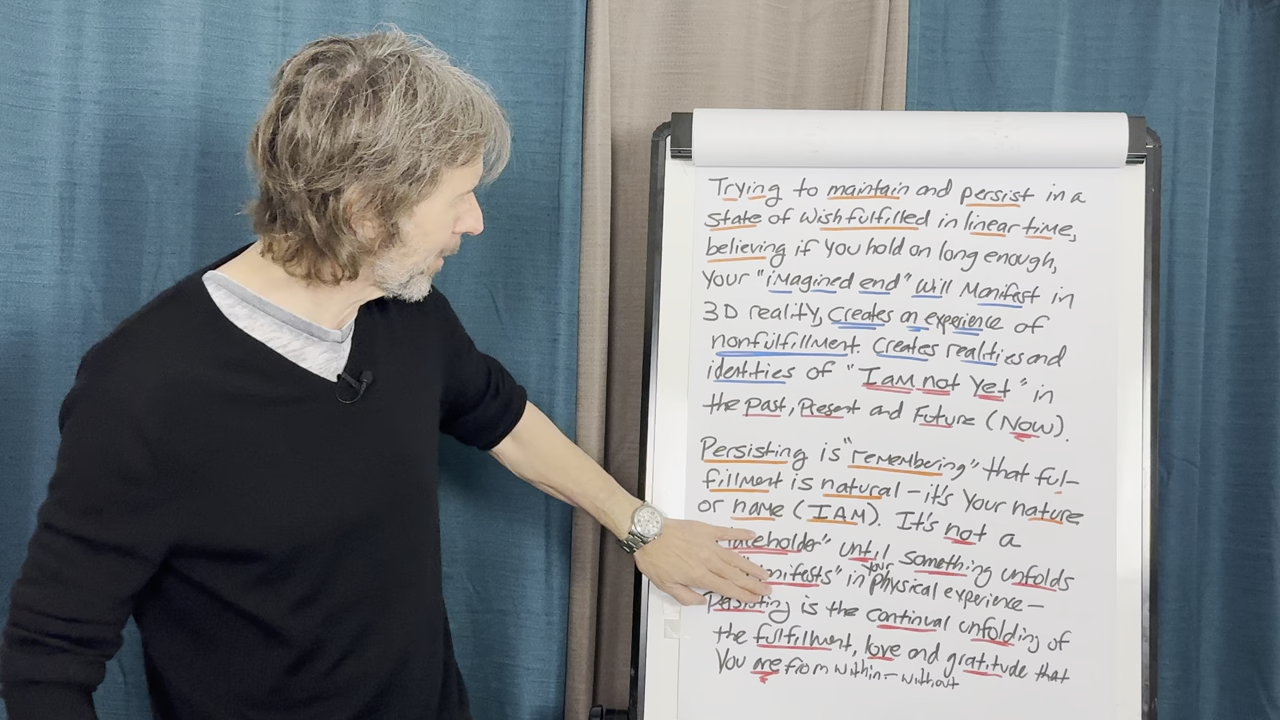 Trying to maintain and persist in a
state of wishfulfilled in linear time,
believing if you hold on long enough,
your "imagined end" will manifest in
3D reality, creates an experience of
nonfulfillment. Creates realities and
identities of "I am not yet" in
the past, present and Future (Now).
Persisting is "remembering" that ful-
fillment is natural - it's your nature
or name (I AM). It's not a
until something unfolds
in your physical experience -
Persisting is the continual unfolding of
the fulfillment, love and gratitude that
you are from within - without